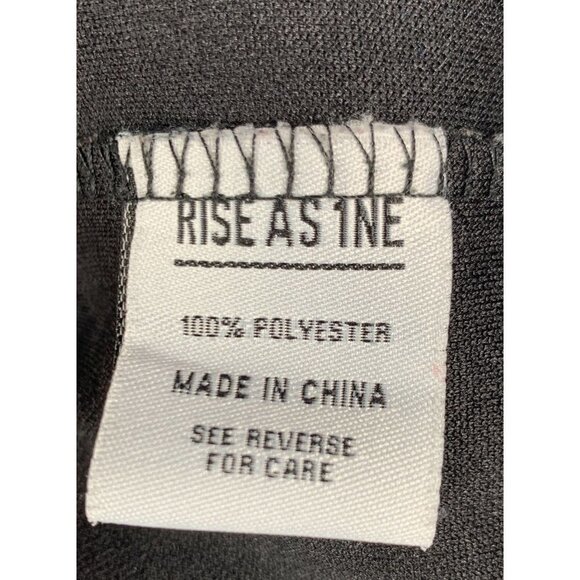 RISE AS 1NE
100% POLYESTER
MADE IN CHINA
SEE REVERSE
FOR CARE